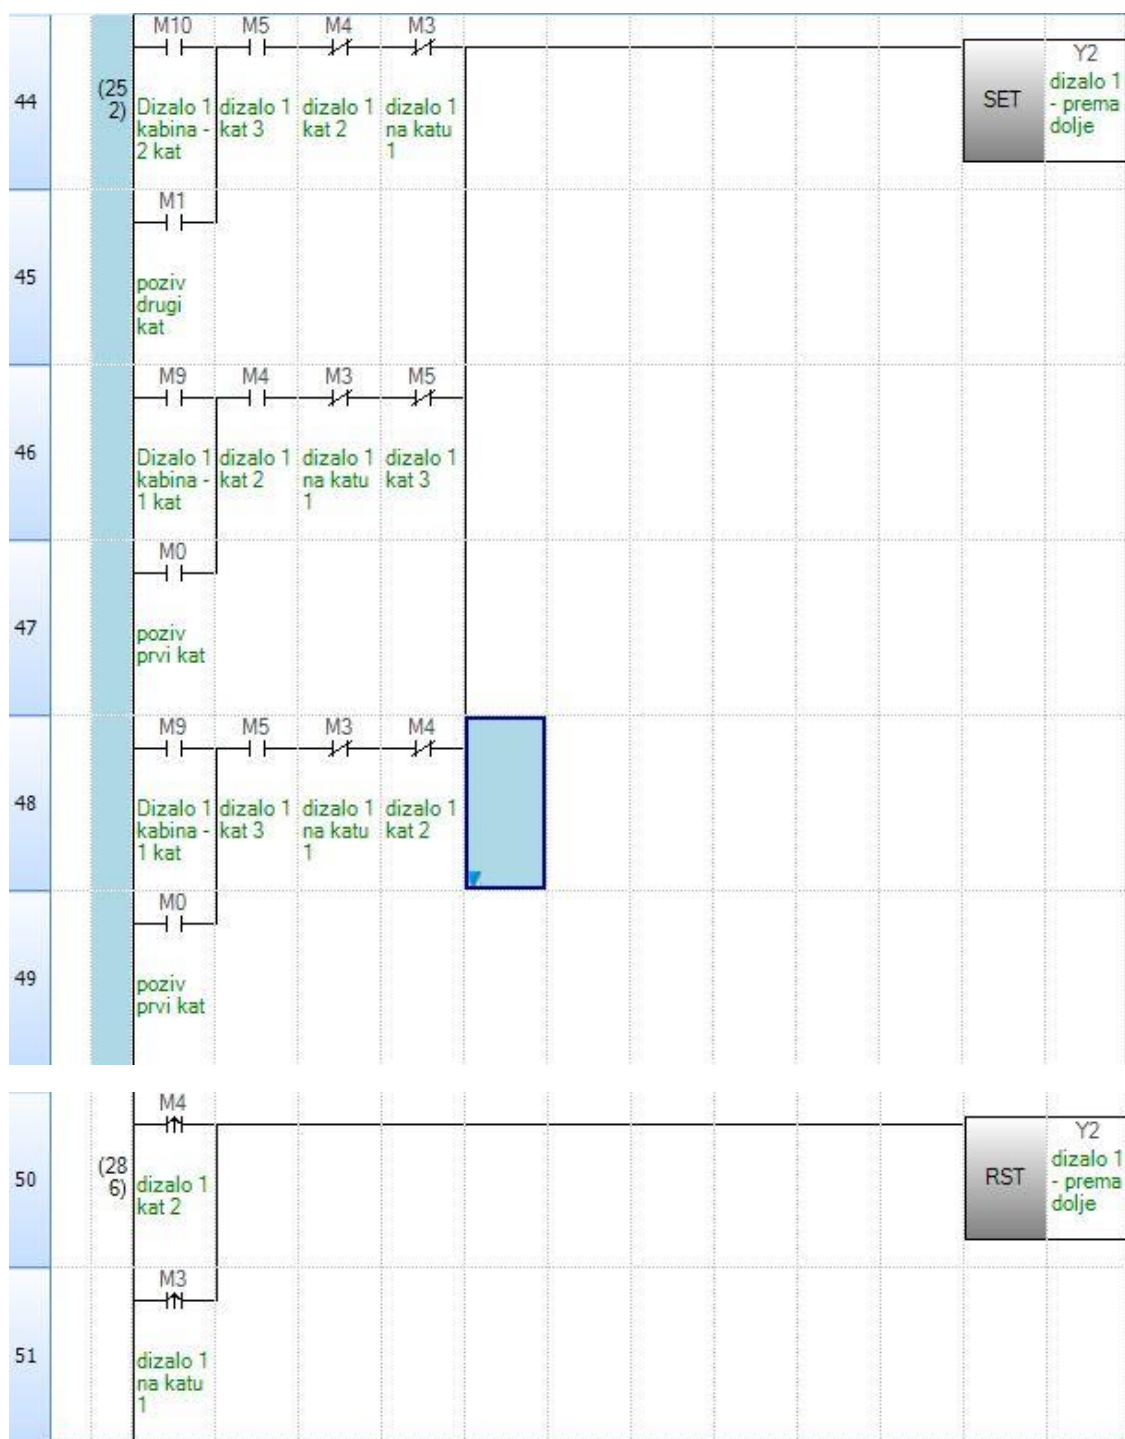 M10 M5 M4 M3
44
(25
2)
Dizalo 1
kabina -
2 kat
dizalo 1
kat 3
dizalo 1
kat 2
dizalo 1
na katu
1
SET
Y2
dizalo 1
- prema
dolje
45
M1
poziv
drugi
kat
46
M9 M4 M3 M5
Dizalo 1
kabina -
1 kat
dizalo 1
kat 2
dizalo 1
na katu
1
dizalo 1
kat 3
47
M0
poziv
prvi kat
48
M9 M5 M3 M4
Dizalo 1
kabina -
1 kat
dizalo 1
kat 3
dizalo 1
na katu
1
dizalo 1
kat 2
49
M0
poziv
prvi kat
50
(28
6)
M4
dizalo 1
kat 2
RST
Y2
dizalo 1
- prema
dolje
51
M3
dizalo 1
na katu
1